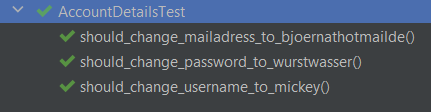 AccountDetailsTest
should_change_mailadress_to_bjoernathotmailde()
should_change_password_to_wurstwasser()
should_change_username_to_mickey()